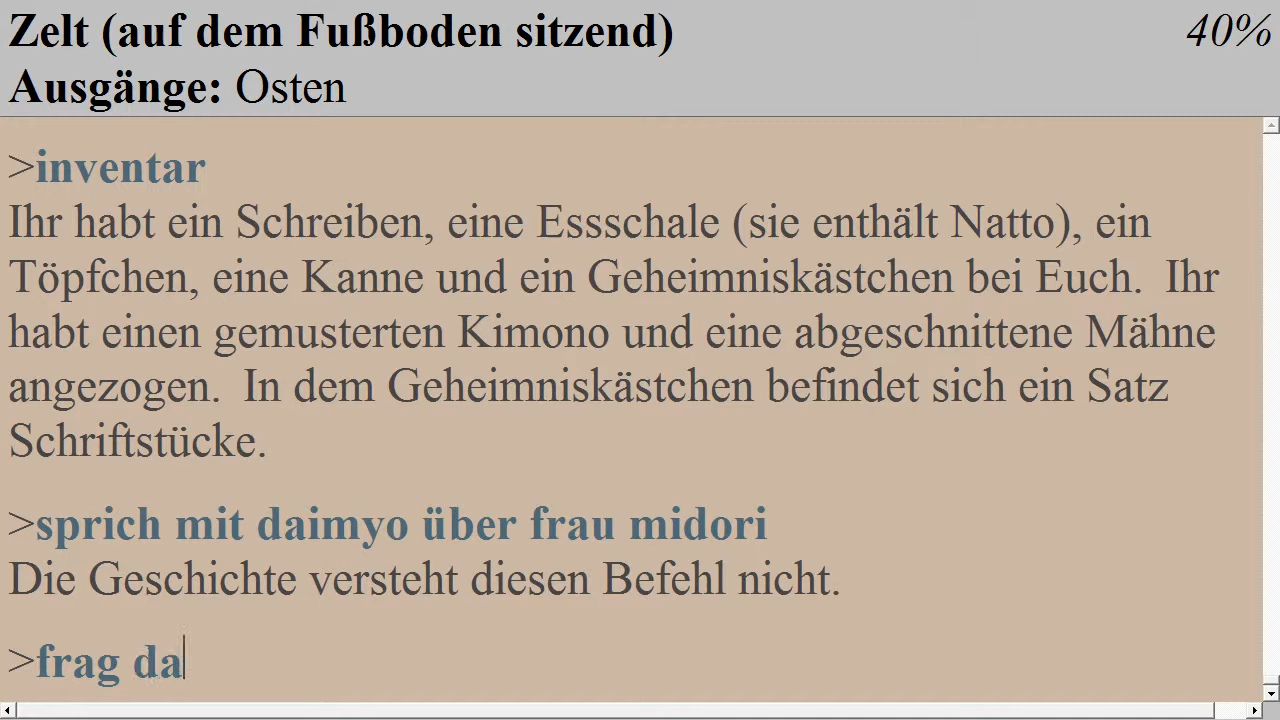 Zelt (auf dem Fußboden sitzend) 40%
Ausgänge: Osten
>inventar
Ihr habt ein Schreiben, eine Essschale (sie enthält Natto), ein
Töpfchen, eine Kanne und ein Geheimniskästchen bei Euch.  Ihr
habt einen gemusterten Kimono und eine abgeschnittene Mähne
angezogen.  In dem Geheimniskästchen befindet sich ein Satz
Schriftstücke.
>sprich mit daimyo über frau midori
Die Geschichte versteht diesen Befehl nicht.
>frag da